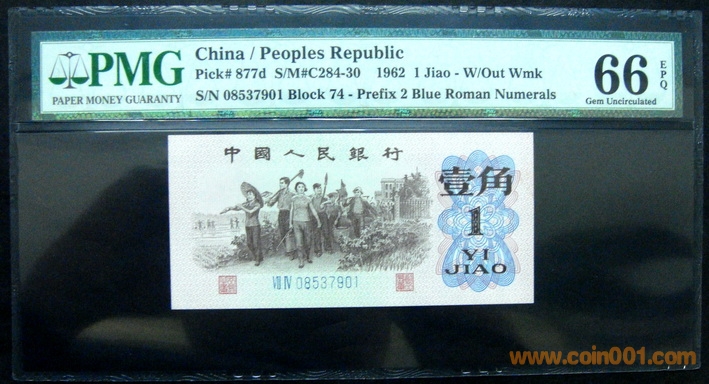 PMG
PAPER MONEY GUARANTY
China / Peoples Republic
Pick# 877d S/M#C284-30 1962 1 Jiao - W/Out Wmk
S/N 08537901 Block 74 - Prefix 2 Blue Roman Numerals
66
EPQ
Gem Uncirculated
中國人民銀行
壹角
1
YI
JIAO
VII IV 08537901
www.coin001.com